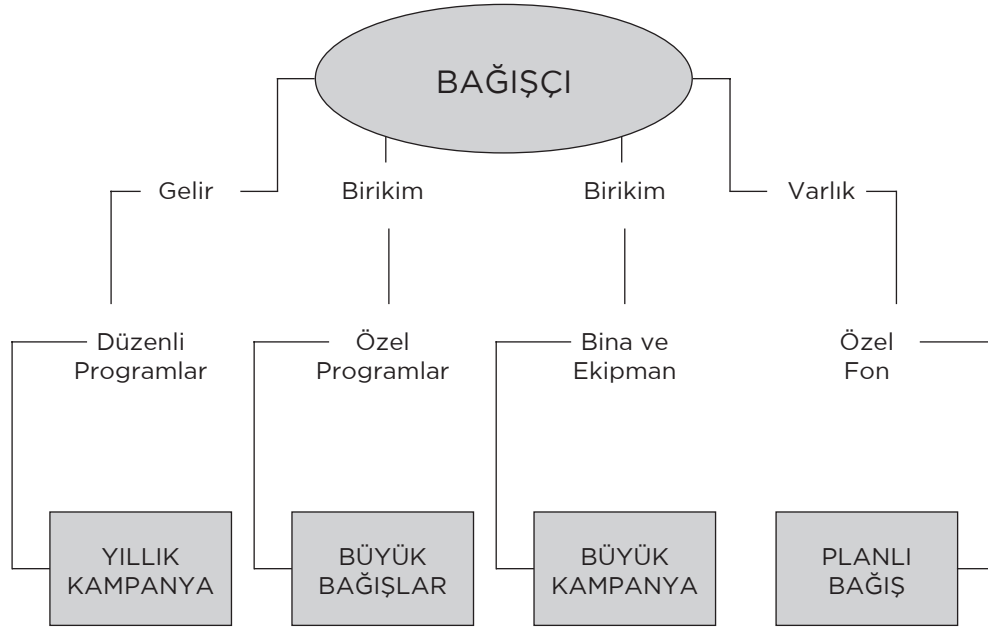 BAĞIŞÇI
Gelir
Birikim
Birikim
Varlık
Düzenli
Programlar
Özel
Programlar
Bina ve
Ekipman
Özel
Fon
YILLIK
KAMPANYA
BÜYÜK
BAĞIŞLAR
BÜYÜK
KAMPANYA
PLANLI
BAĞIŞ